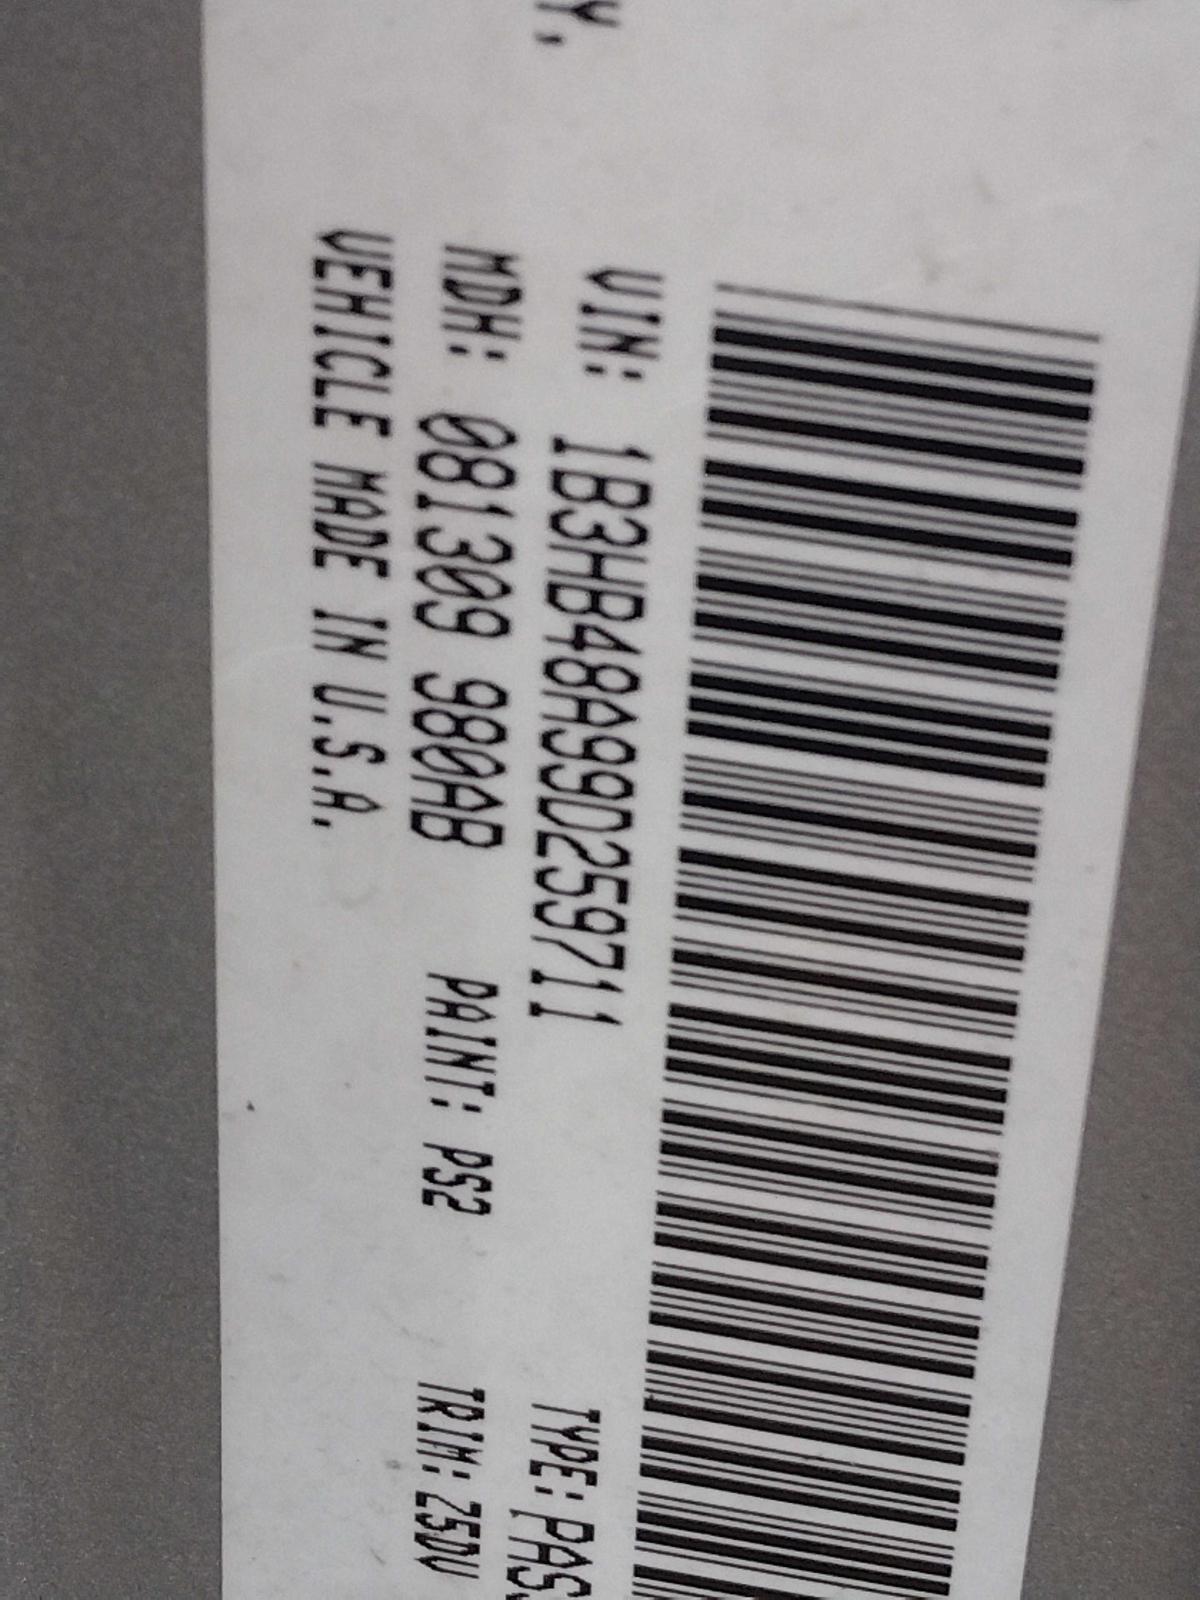 Y.
VIN: 1B3HB48A99D259711
TYPE: PAS
MDH: 081309 980AB PAINT: PS2 TRIM: Z5DV
VEHICLE MADE IN U.S.A.